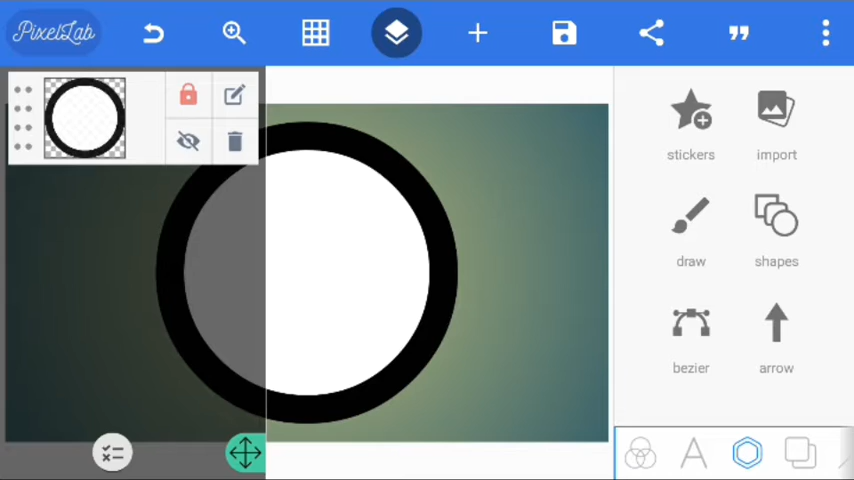 PixelLab
stickers
import
draw
shapes
bezier
arrow